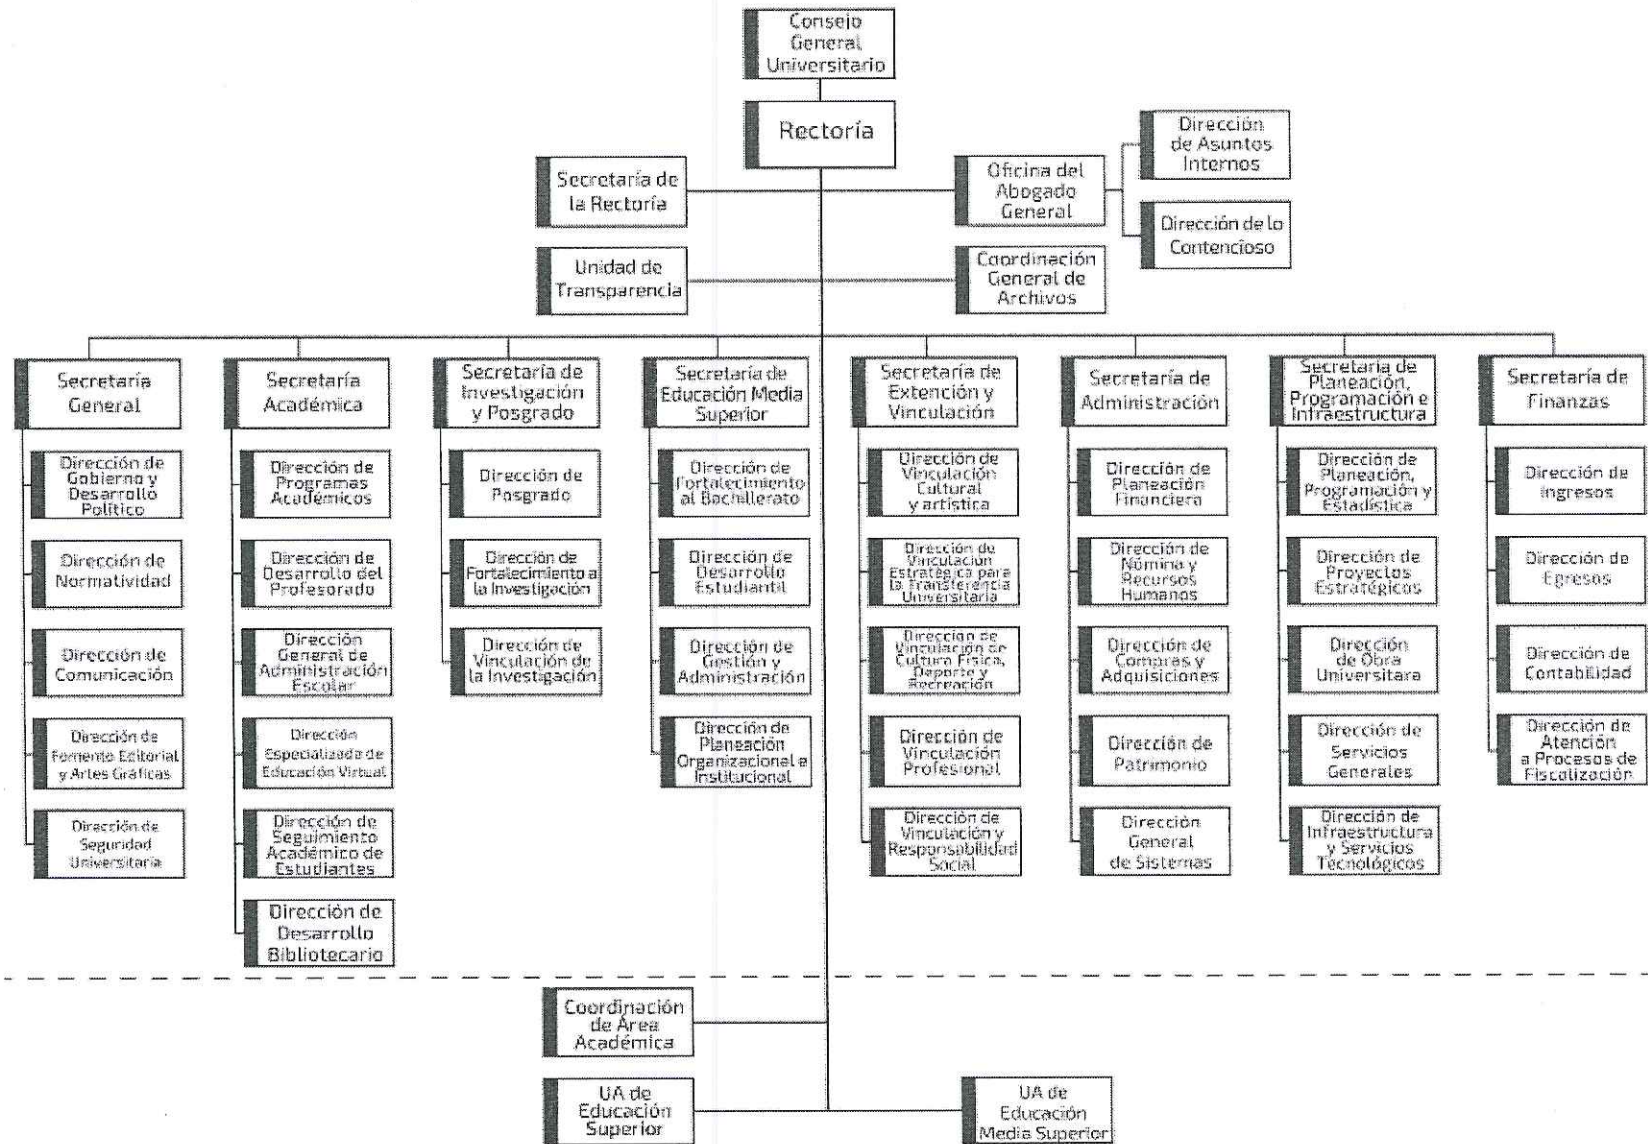 Consejo
General
Universitario
Rectoría
Secretaría de
la Rectoría
Oficina del
Abogado
General
Dirección
de Asuntos
Internos
Dirección de lo
Contencioso
Unidad de
Transparencia
Coordinación
General de
Archivos
Secretaría
General
Dirección de
Gobierno y
Desarrollo
Político
Dirección de
Normatividad
Dirección de
Comunicación
Dirección de
Fomento Editorial
y Artes Gráficas
Dirección de
Seguridad
Universitaria
Secretaría
Académica
Dirección de
Programas
Académicos
Dirección de
Desarrollo del
Profesorado
Dirección
General de
Administración
Escolar
Dirección
Especializada de
Educación Virtual
Dirección de
Seguimiento
Académico de
Estudiantes
Dirección de
Desarrollo
Bibliotecario
Secretaría de
Investigación
y Posgrado
Dirección de
Posgrado
Dirección de
Fortalecimiento a
la Investigación
Dirección de
Vinculación de
la Investigación
Secretaría de
Educación Media
Superior
Dirección de
Fortalecimiento
al Bachillerato
Dirección de
Desarrollo
Estudiantil
Dirección de
Gestión y
Administración
Dirección de
Planeación
Organizacional e
Institucional
Secretaría de
Extención y
Vinculación
Dirección de
Vinculación
Cultural
y artística
Dirección de
Vinculación
Estratégica para
la Transferencia
Universitaria
Dirección de
Vinculación de
Cultura Física,
Deporte y
Recreación
Dirección de
Vinculación
Profesional
Dirección de
Vinculación y
Responsabilidad
Social
Secretaría de
Administración
Dirección de
Planeación
Financiera
Dirección de
Nómina y
Recursos
Humanos
Dirección de
Compras y
Adquisiciones
Dirección de
Patrimonio
Dirección
General
de Sistemas
Secretaría de
Planeación,
Programación e
Infraestructura
Dirección de
Planeación,
Programación y
Estadística
Dirección de
Proyectos
Estratégicos
Dirección
de Obra
Universitara
Dirección de
Servicios
Generales
Dirección de
Infraestructura
y Servicios
Tecnológicos
Secretaría de
Finanzas
Dirección de
Ingresos
Dirección de
Egresos
Dirección de
Contabilidad
Dirección de
Atención
a Procesos de
Fiscalización
Coordinación
de Área
Académica
UA de
Educación
Superior
UA de
Educación
Media Superior